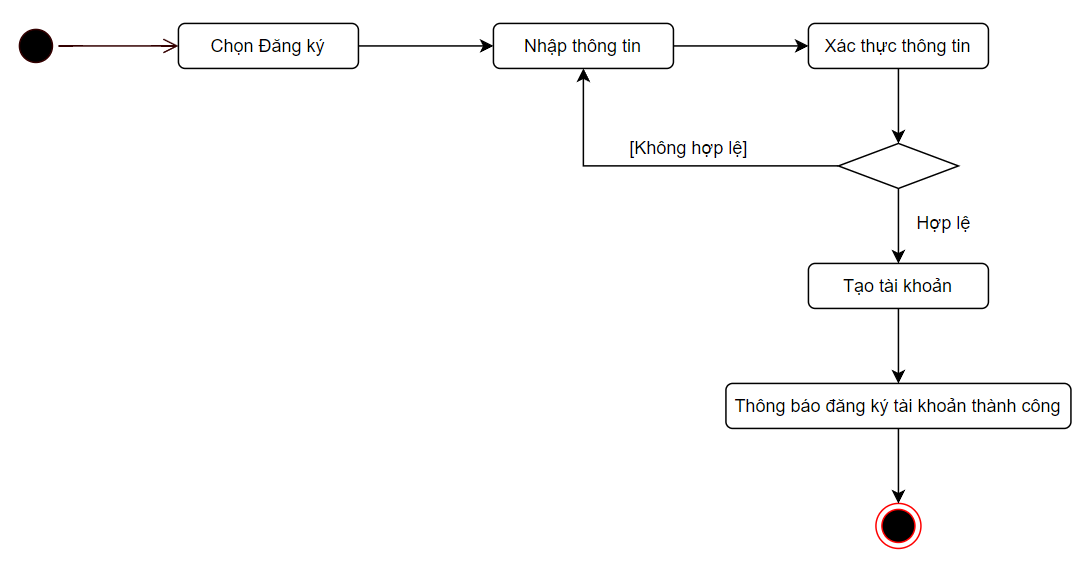 Chọn Đăng ký
Nhập thông tin
Xác thực thông tin
[Không hợp lệ]
Hợp lệ
Tạo tài khoản
Thông báo đăng ký tài khoản thành công